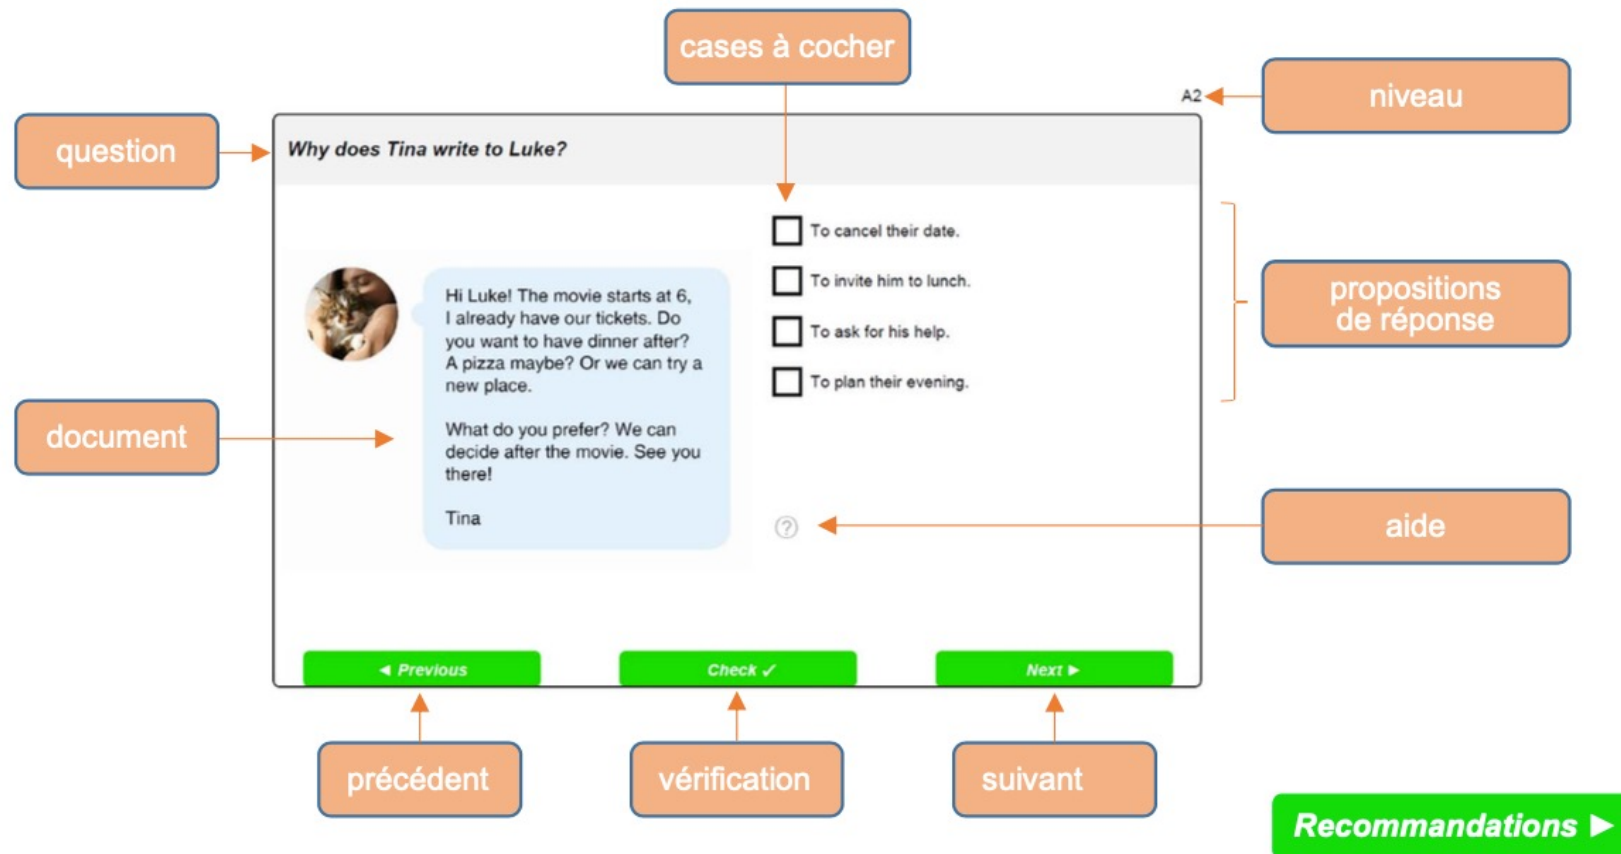 cases à cocher
A2
niveau
question
Why does Tina write to Luke?
To cancel their date.
To invite him to lunch.
To ask for his help.
To plan their evening.
propositions
de réponse
Hi Luke! The movie starts at 6,
I already have our tickets. Do
you want to have dinner after?
A pizza maybe? Or we can try a
new place.
What do you prefer? We can
decide after the movie. See you
there!
Tina
document
?
aide
◄ Previous
Check ✓
Next ►
précédent
vérification
suivant
Recommandations ►